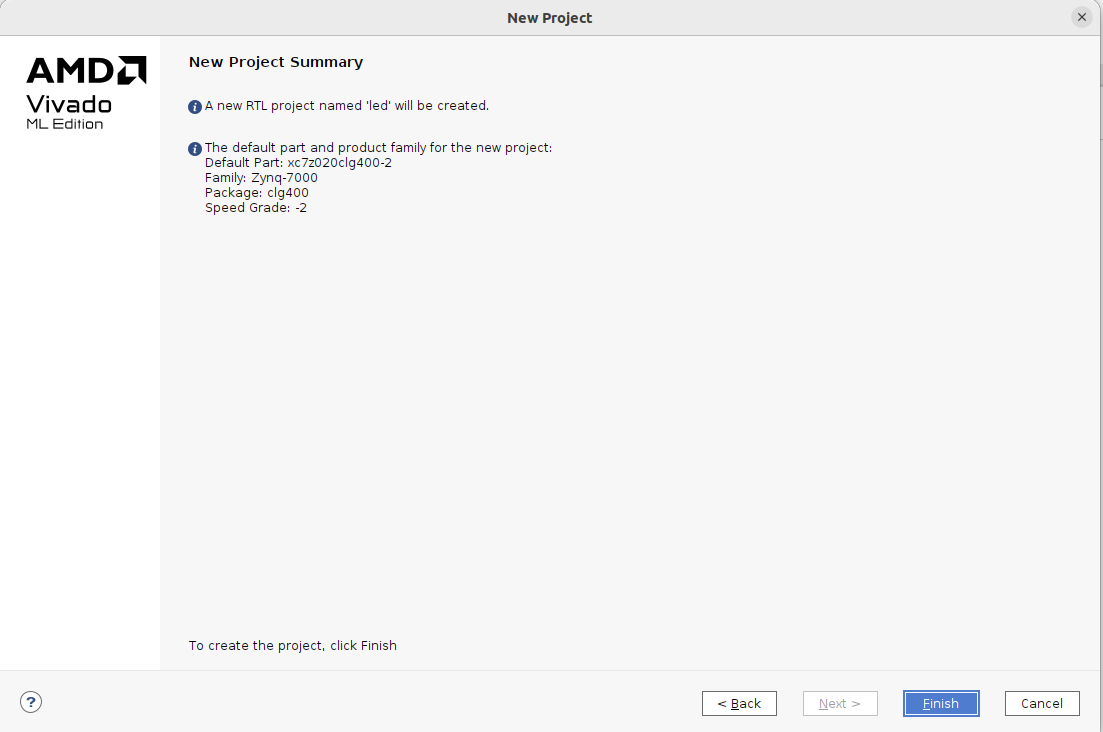 New Project
AMD
Vivado
ML Edition
New Project Summary
A new RTL project named 'led' will be created.
The default part and product family for the new project:
Default Part: xc7z020clg400-2
Family: Zynq-7000
Package: clg400
Speed Grade: -2
To create the project, click Finish
?
< Back
Next >
Finish
Cancel